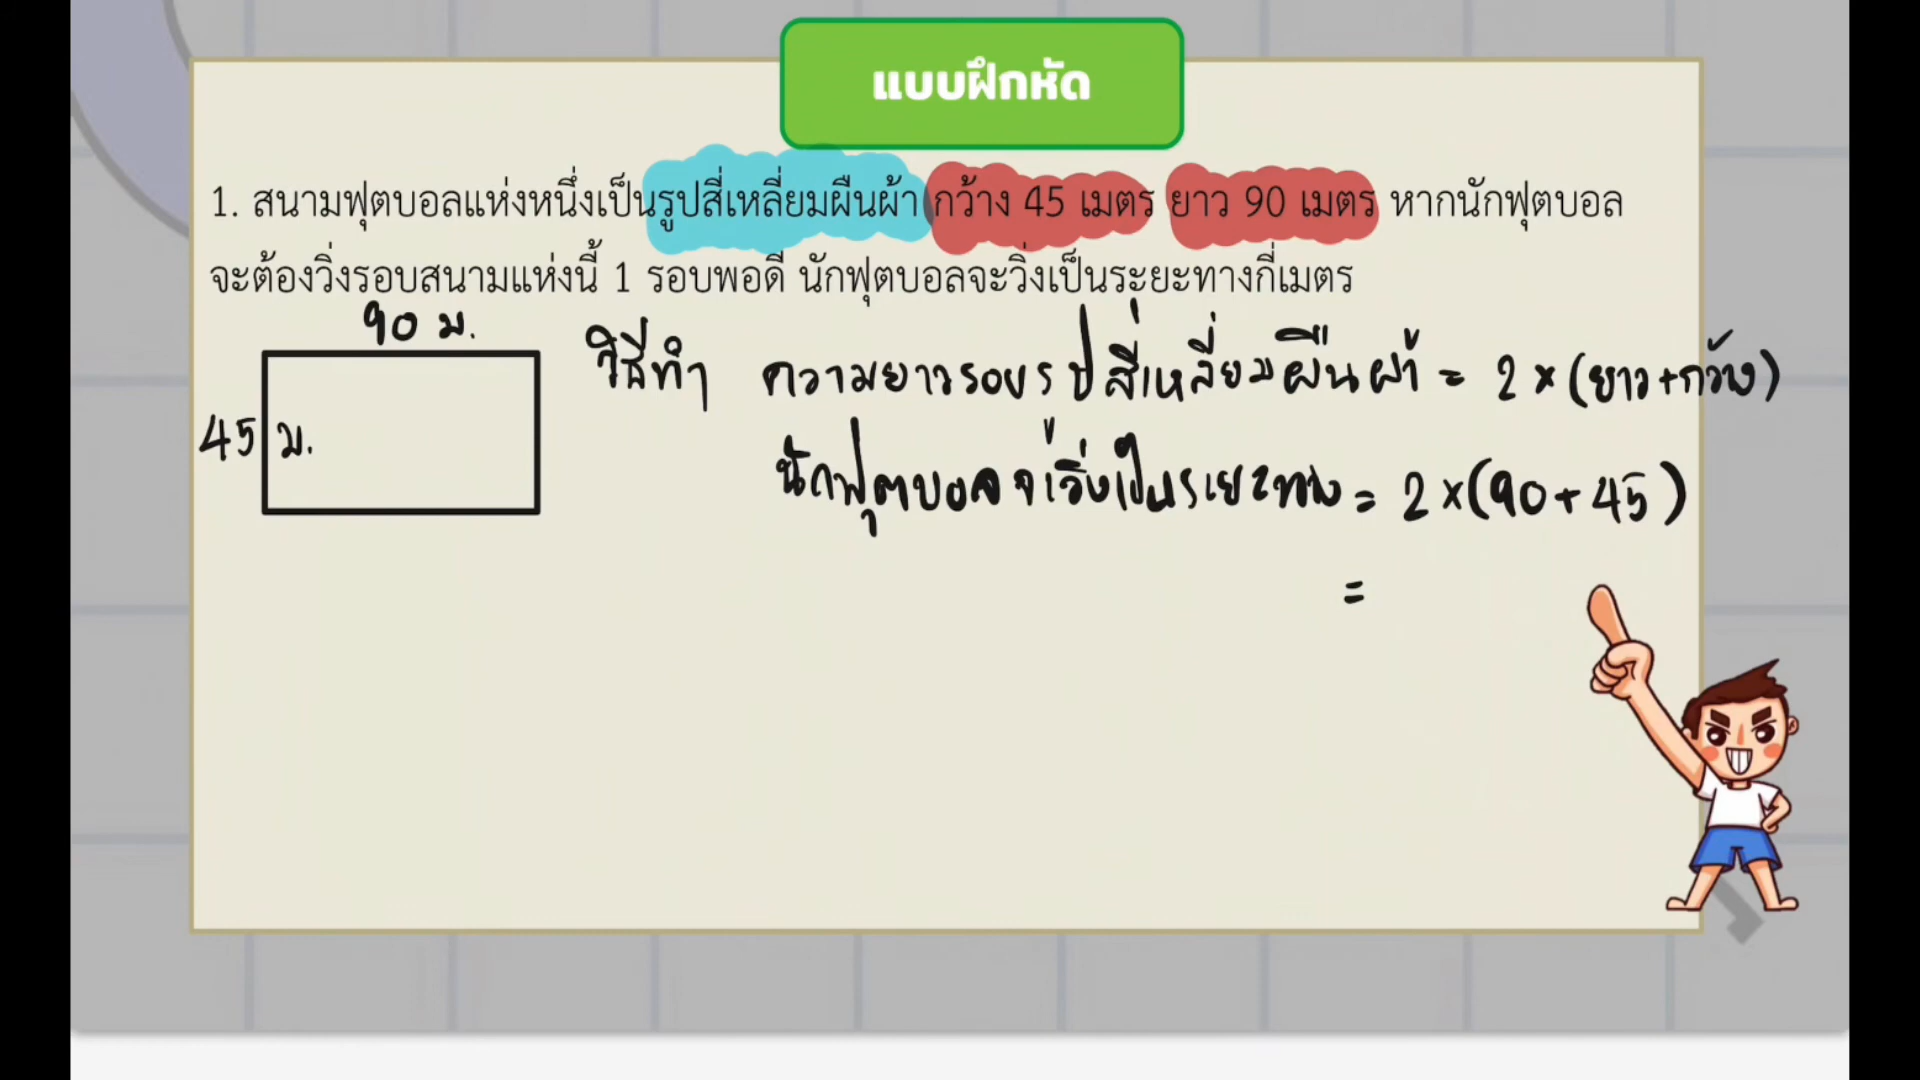 แบบฝึกหัด
1. สนามฟุตบอลแห่งหนึ่งเป็นรูปสี่เหลี่ยมผืนผ้า กว้าง 45 เมตร ยาว 90 เมตร หากนักฟุตบอล
จะต้องวิ่งรอบสนามแห่งนี้ 1 รอบพอดี นักฟุตบอลจะวิ่งเป็นระยะทางกี่เมตร
90 ม.
45 ม.
วิธีทำ ความยาวรอบรูปสี่เหลี่ยมผืนผ้า = 2 × (ยาว+กว้าง)
นักฟุตบอลจะวิ่งเป็นระยะทาง = 2 × (90 + 45)
=